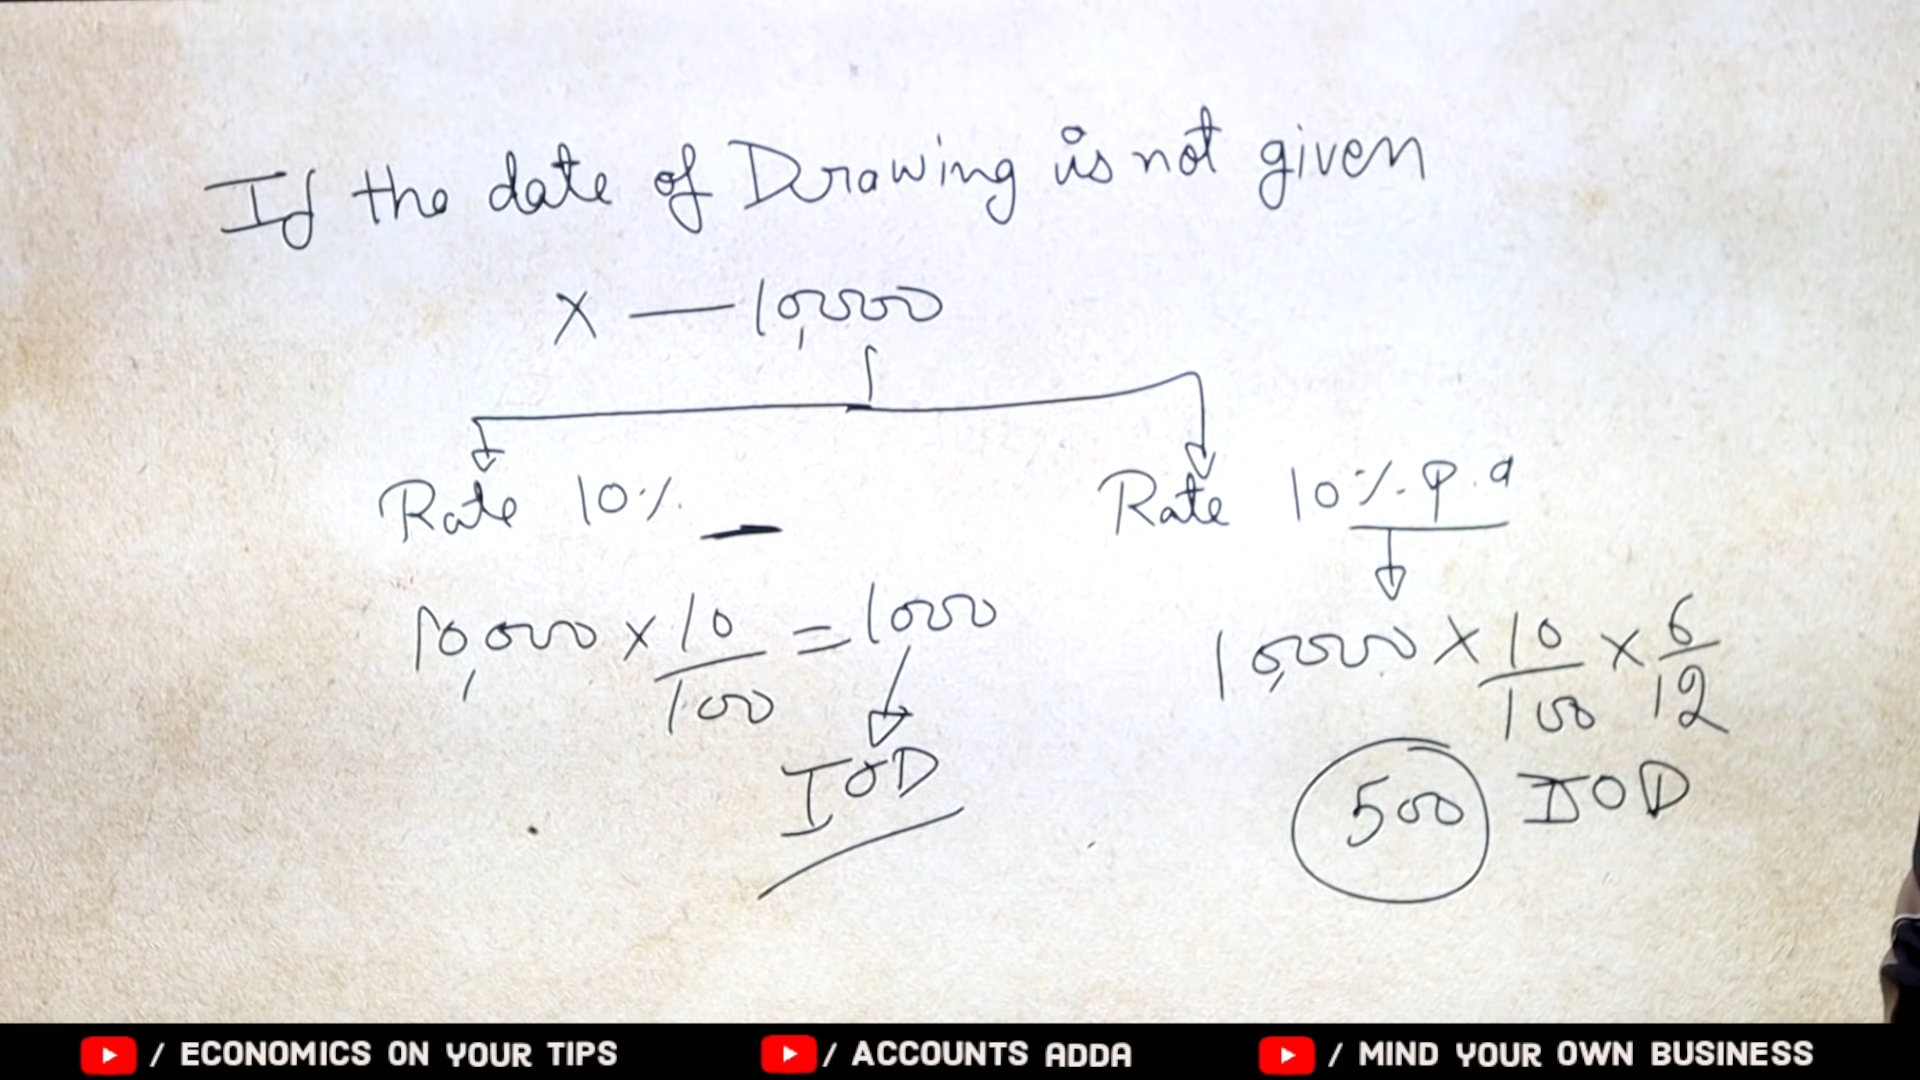 If the date of Drawing is not given
X — 10,000
Rate 10%
Rate 10% p.a
10,000 × 10/100 = 1000
10,000 × 10/100 × 6/12
IOD
500 IOD
/ ECONOMICS ON YOUR TIPS
/ ACCOUNTS ADDA
/ MIND YOUR OWN BUSINESS